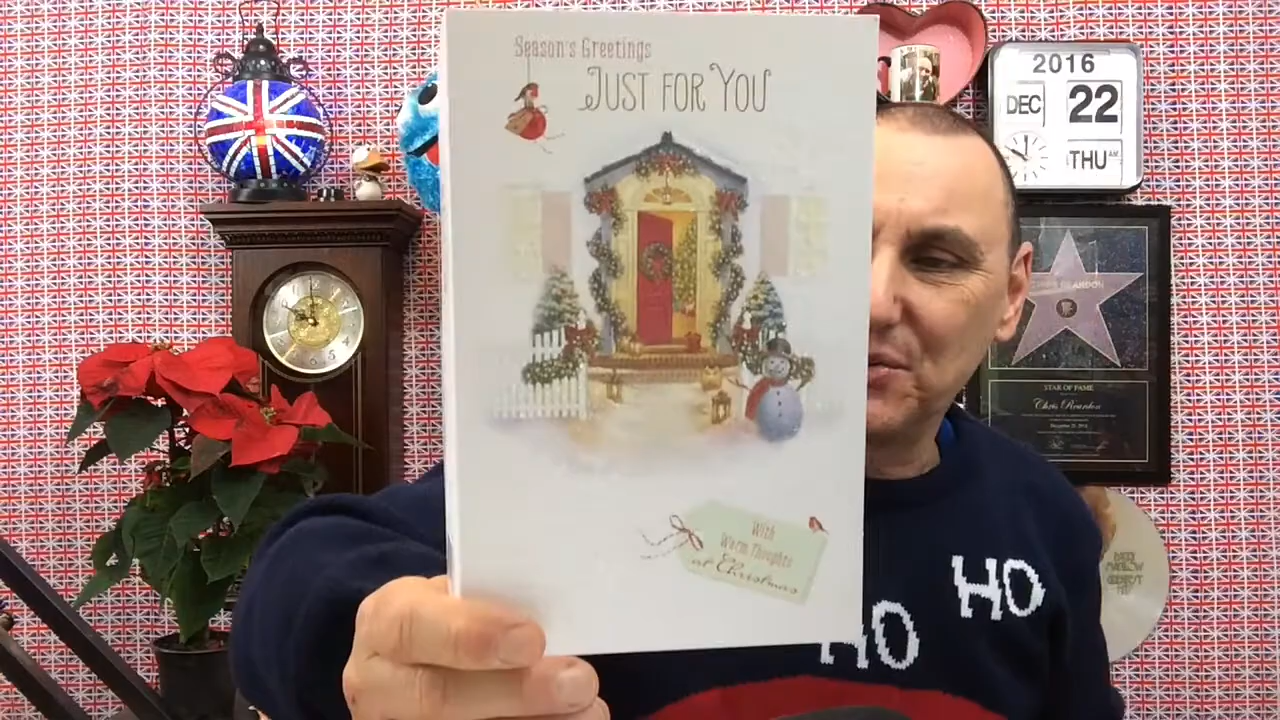 Season's Greetings
JUST FOR YOU
With
Warm Thoughts
at Christmas
2016
DEC
22
THU
STAR OF FAME
Chris Reardon
HO
HO